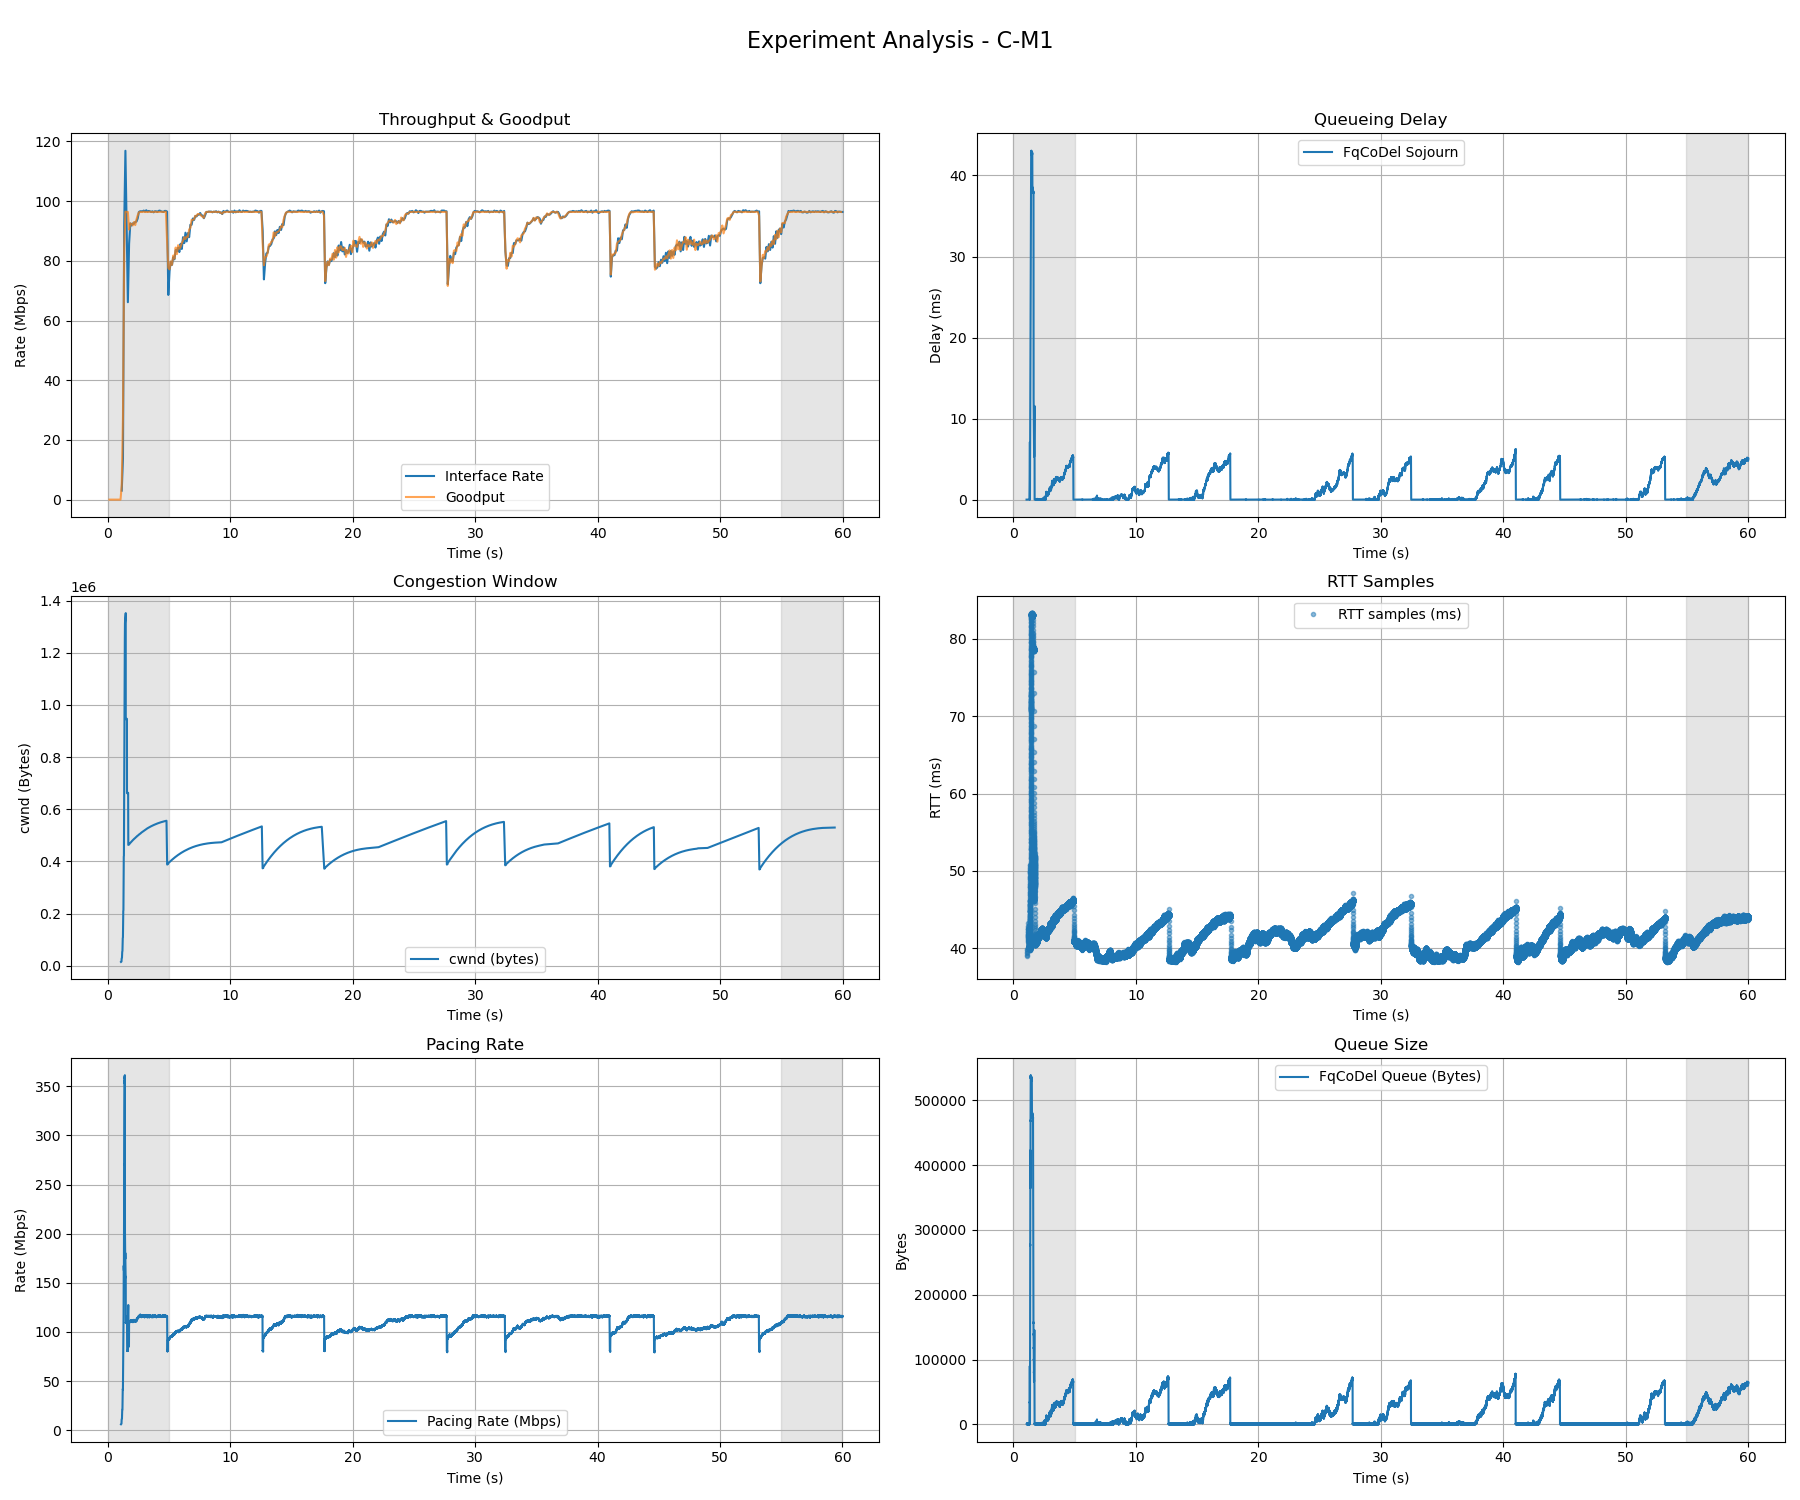 Experiment Analysis - C-M1
Throughput & Goodput
Rate (Mbps)
120
100
80
60
40
20
0
Interface Rate
Goodput
0 10 20 30 40 50 60
Time (s)
Queueing Delay
Delay (ms)
40
30
20
10
0
FqCoDel Sojourn
0 10 20 30 40 50 60
Time (s)
Congestion Window
1e6
cwnd (Bytes)
1.4
1.2
1.0
0.8
0.6
0.4
0.2
0.0
cwnd (bytes)
0 10 20 30 40 50 60
Time (s)
RTT Samples
RTT (ms)
80
70
60
50
40
RTT samples (ms)
0 10 20 30 40 50 60
Time (s)
Pacing Rate
Rate (Mbps)
350
300
250
200
150
100
50
0
Pacing Rate (Mbps)
0 10 20 30 40 50 60
Time (s)
Queue Size
Bytes
500000
400000
300000
200000
100000
0
FqCoDel Queue (Bytes)
0 10 20 30 40 50 60
Time (s)